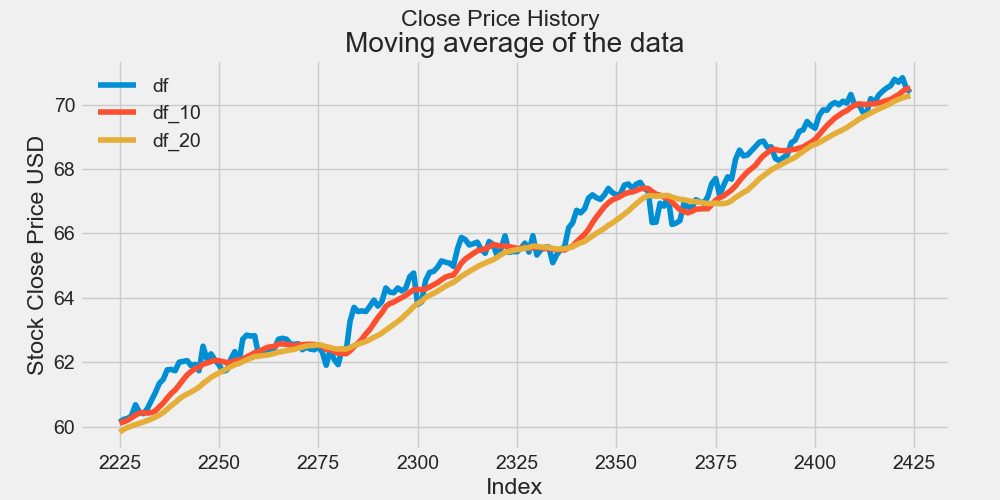 Close Price History
Moving average of the data
df
df_10
df_20
Stock Close Price USD
70
68
66
64
62
60
2225 2250 2275 2300 2325 2350 2375 2400 2425
Index